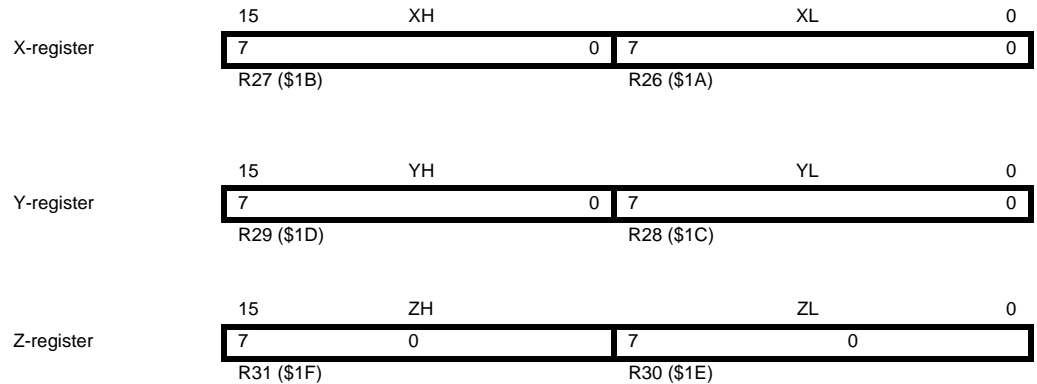 15 XH XL 0
X-register 7 0 7 0
R27 ($1B) R26 ($1A)
15 YH YL 0
Y-register 7 0 7 0
R29 ($1D) R28 ($1C)
15 ZH ZL 0
Z-register 7 0 7 0
R31 ($1F) R30 ($1E)